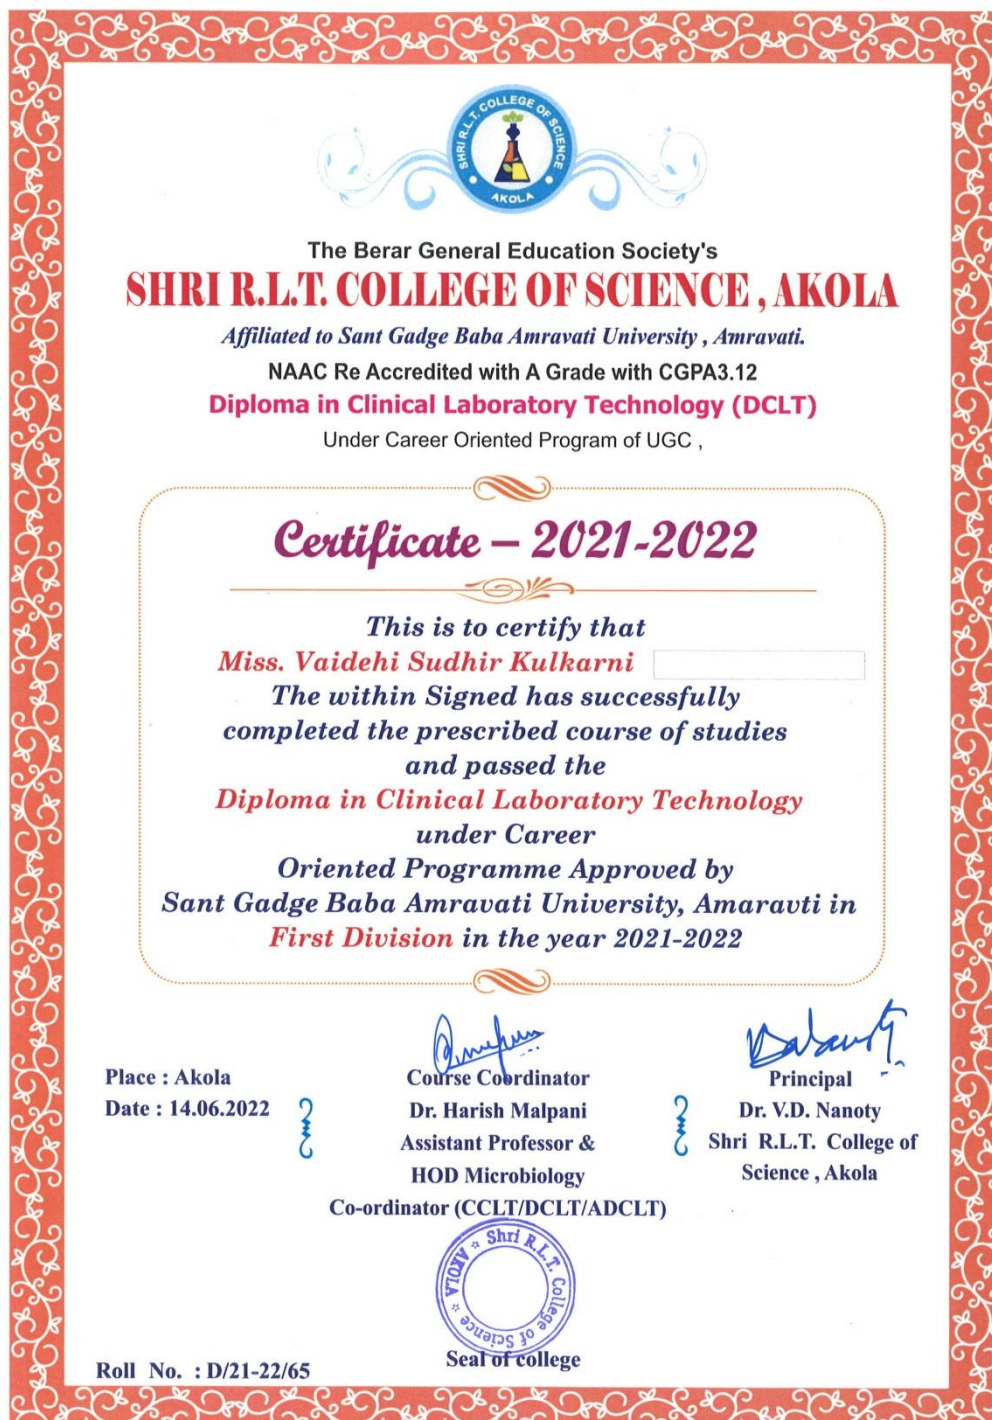 SHRI R.L.T. COLLEGE OF SCIENCE
AKOLA
The Berar General Education Society's
SHRI R.L.T. COLLEGE OF SCIENCE , AKOLA
Affiliated to Sant Gadge Baba Amravati University , Amravati.
NAAC Re Accredited with A Grade with CGPA3.12
Diploma in Clinical Laboratory Technology (DCLT)
Under Career Oriented Program of UGC ,
Certificate – 2021-2022
This is to certify that
Miss. Vaidehi Sudhir Kulkarni
The within Signed has successfully
completed the prescribed course of studies
and passed the
Diploma in Clinical Laboratory Technology
under Career
Oriented Programme Approved by
Sant Gadge Baba Amravati University, Amaravti in
First Division in the year 2021-2022
Place : Akola
Date : 14.06.2022
Course Coordinator
Dr. Harish Malpani
Assistant Professor &
HOD Microbiology
Co-ordinator (CCLT/DCLT/ADCLT)
Principal
Dr. V.D. Nanoty
Shri R.L.T. College of
Science , Akola
Shri R.L.T. College of Science
AKOLA
Seal of college
Roll No. : D/21-22/65